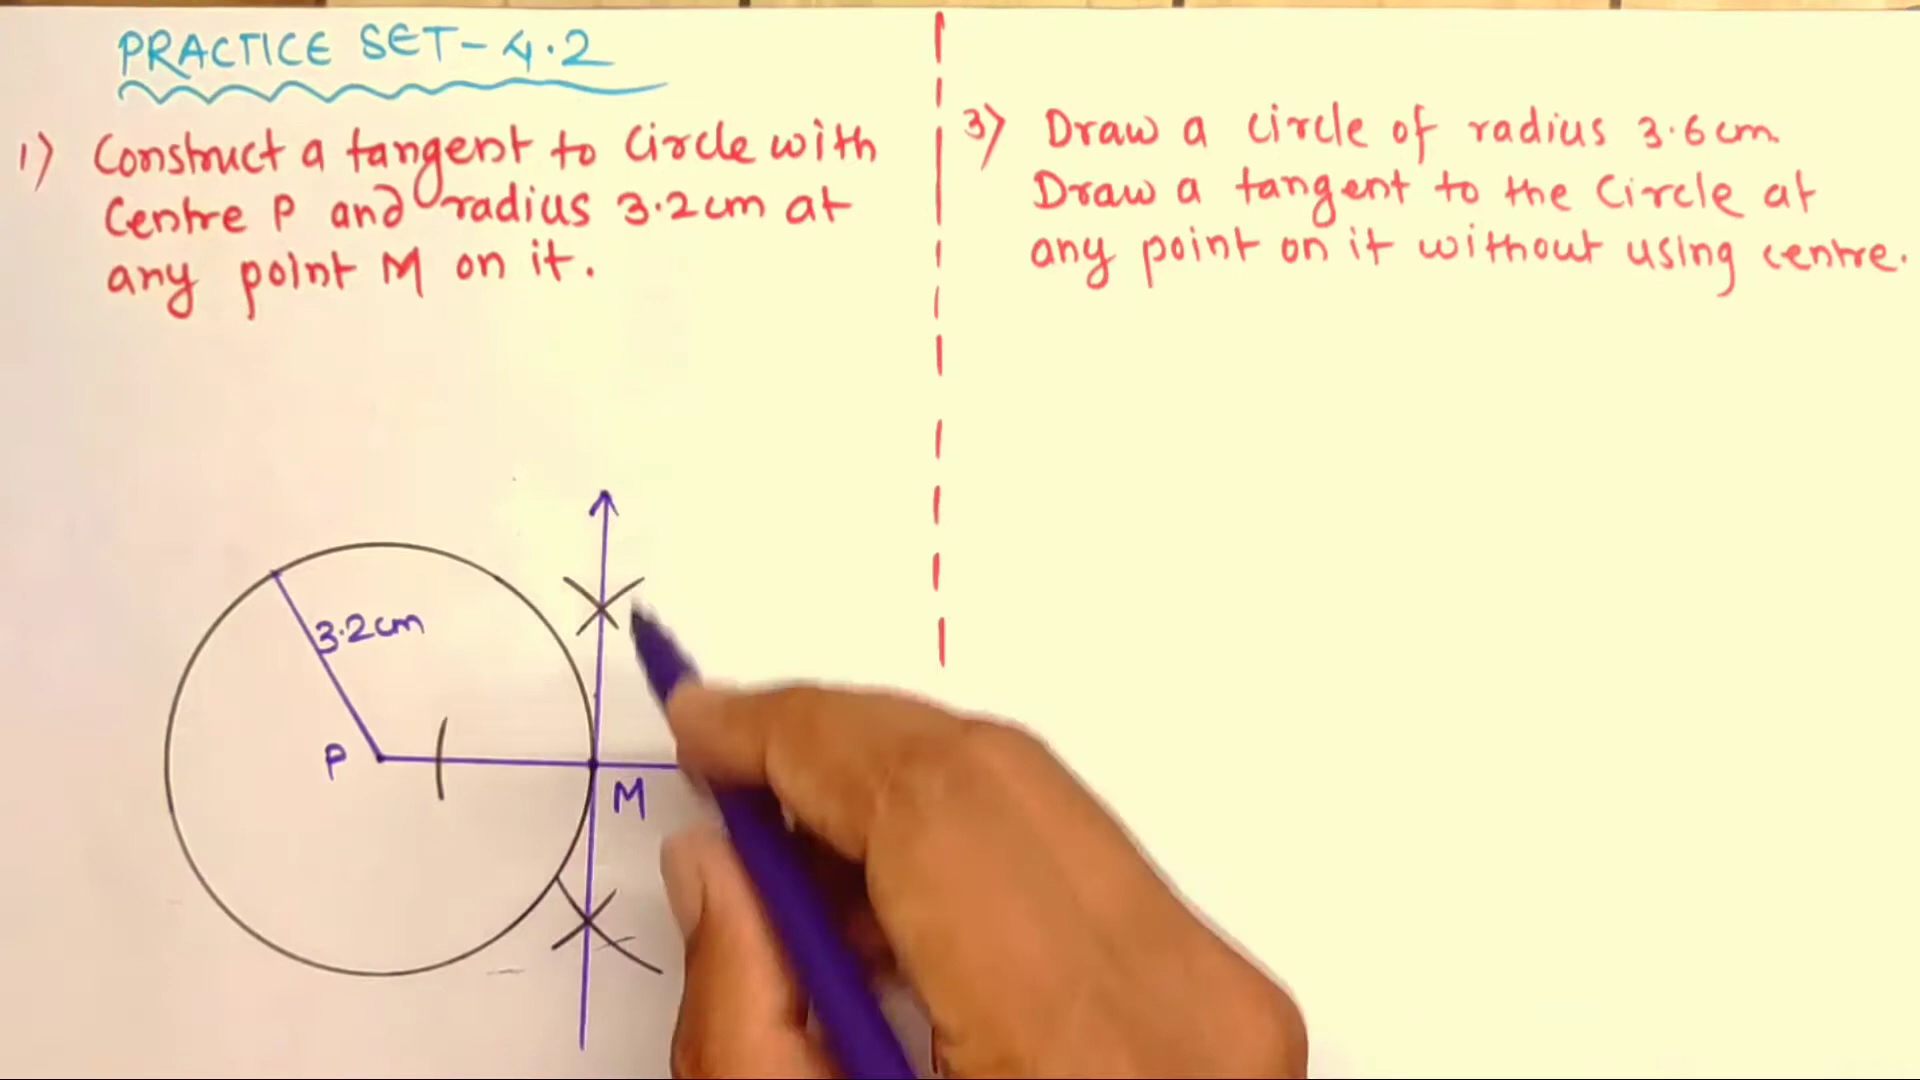 PRACTICE SET-4.2
1) Construct a tangent to Circle with
Centre P and radius 3.2cm at
any point M on it.
3.2cm
P
M
3) Draw a circle of radius 3.6cm
Draw a tangent to the Circle at
any point on it without using centre.